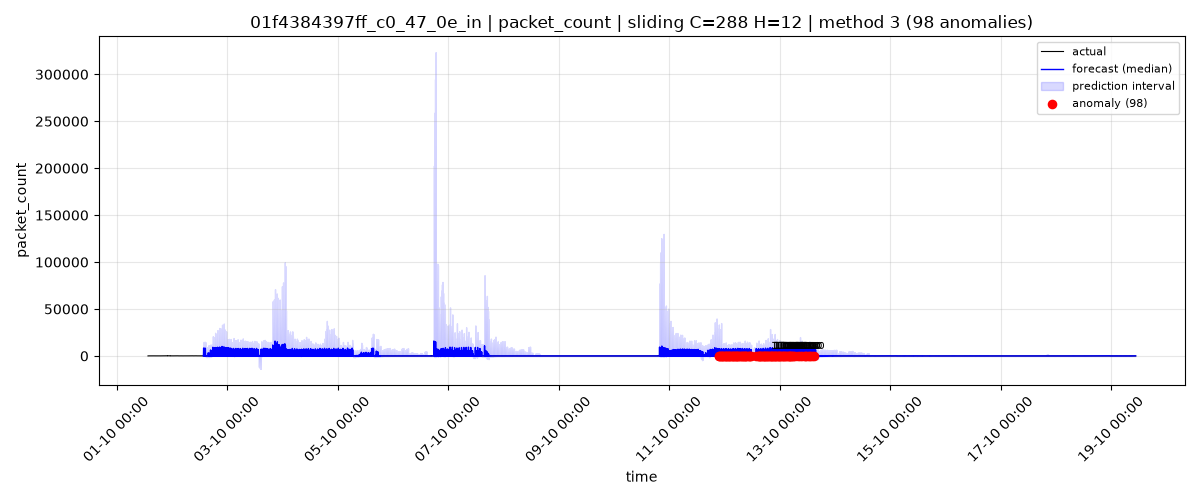 01f4384397ff_c0_47_0e_in | packet_count | sliding C=288 H=12 | method 3 (98 anomalies)
actual
forecast (median)
prediction interval
anomaly (98)
packet_count
300000
250000
200000
150000
100000
50000
0
01-10 00:00
03-10 00:00
05-10 00:00
07-10 00:00
09-10 00:00
11-10 00:00
13-10 00:00
15-10 00:00
17-10 00:00
19-10 00:00
time